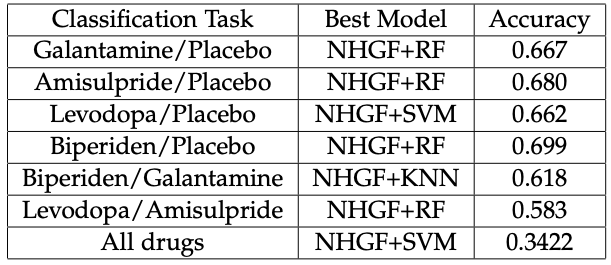 Classification Task Best Model Accuracy
Galantamine/Placebo NHGF+RF 0.667
Amisulpride/Placebo NHGF+RF 0.680
Levodopa/Placebo NHGF+SVM 0.662
Biperiden/Placebo NHGF+RF 0.699
Biperiden/Galantamine NHGF+KNN 0.618
Levodopa/Amisulpride NHGF+RF 0.583
All drugs NHGF+SVM 0.3422